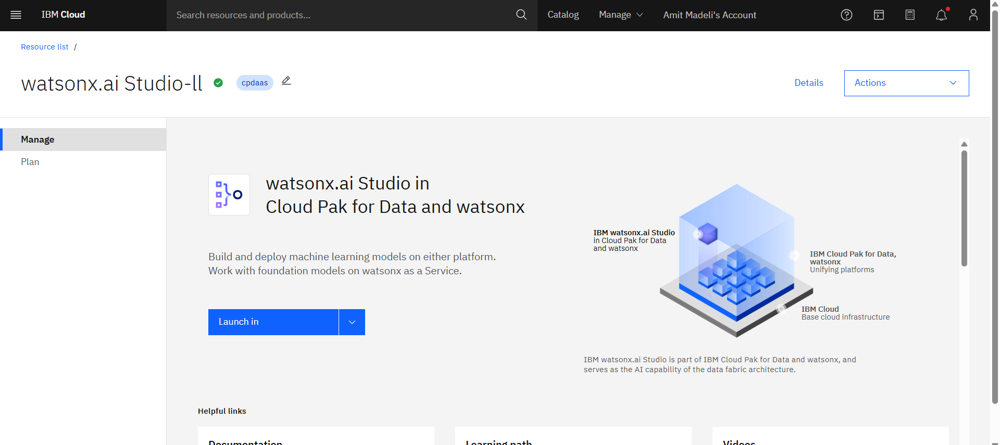 IBM Cloud
Search resources and products...
Catalog
Manage
Amit Madeli's Account
Resource list /
watsonx.ai Studio-ll
cpdaas
Details
Actions
Manage
Plan
watsonx.ai Studio in
Cloud Pak for Data and watsonx
Build and deploy machine learning models on either platform.
Work with foundation models on watsonx as a Service.
Launch in
IBM watsonx.ai Studio
in Cloud Pak for Data
and watsonx
IBM Cloud Pak for Data,
watsonx
Unifying platforms
IBM Cloud
Base cloud infrastructure
IBM watsonx.ai Studio is part of IBM Cloud Pak for Data and watsonx, and
serves as the AI capability of the data fabric architecture.
Helpful links
Documentation
Learning path
Videos